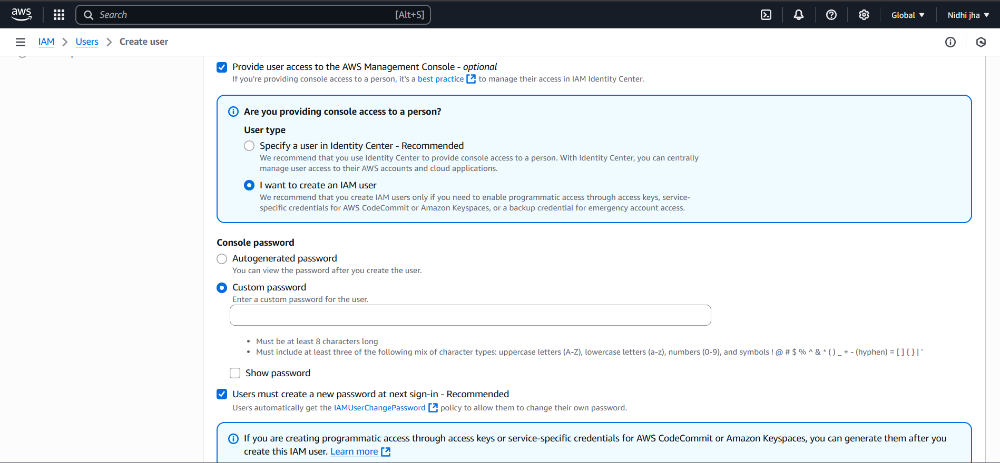 aws
Search [Alt+S]
Global
Nidhi jha
IAM > Users > Create user
Provide user access to the AWS Management Console - optional
If you're providing console access to a person, it's a best practice to manage their access in IAM Identity Center.
Are you providing console access to a person?
User type
Specify a user in Identity Center - Recommended
We recommend that you use Identity Center to provide console access to a person. With Identity Center, you can centrally
manage user access to their AWS accounts and cloud applications.
I want to create an IAM user
We recommend that you create IAM users only if you need to enable programmatic access through access keys, service-
specific credentials for AWS CodeCommit or Amazon Keyspaces, or a backup credential for emergency account access.
Console password
Autogenerated password
You can view the password after you create the user.
Custom password
Enter a custom password for the user.
• Must be at least 8 characters long
• Must include at least three of the following mix of character types: uppercase letters (A-Z), lowercase letters (a-z), numbers (0-9), and symbols ! @ # $ % ^ & * ( ) _ + - (hyphen) = [ ] { } | '
Show password
Users must create a new password at next sign-in - Recommended
Users automatically get the IAMUserChangePassword policy to allow them to change their own password.
If you are creating programmatic access through access keys or service-specific credentials for AWS CodeCommit or Amazon Keyspaces, you can generate them after you
create this IAM user. Learn more